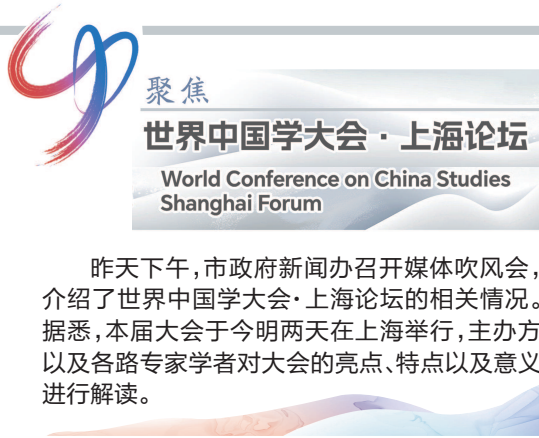 聚焦
世界中国学大会·上海论坛
World Conference on China Studies
Shanghai Forum
昨天下午,市政府新闻办召开媒体吹风会,
介绍了世界中国学大会·上海论坛的相关情况。
据悉,本届大会于今明两天在上海举行,主办方
以及各路专家学者对大会的亮点、特点以及意义
进行解读。